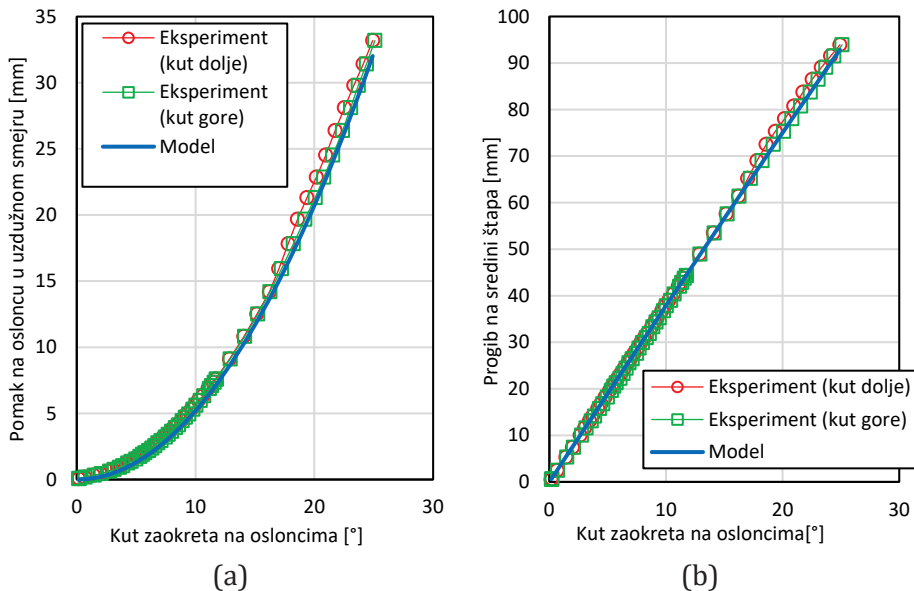 35
30
25
20
15
10
5
0
0
10
20
30
Pomak na osloncu u uzdužnom smejru [mm]
Kut zaokreta na osloncima [°]
Eksperiment
(kut dolje)
Eksperiment
(kut gore)
Model
(a)
100
90
80
70
60
50
40
30
20
10
0
0
10
20
30
Progib na sredini štapa [mm]
Kut zaokreta na osloncima[°]
Eksperiment (kut dolje)
Eksperiment (kut gore)
Model
(b)